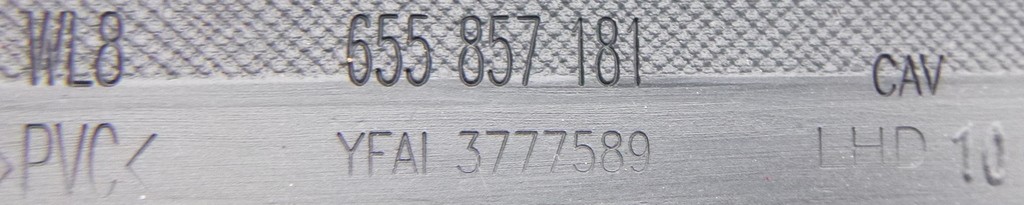 WL8 655 857 181 CAV
>PVC< YFAI 3777589 LHD 10